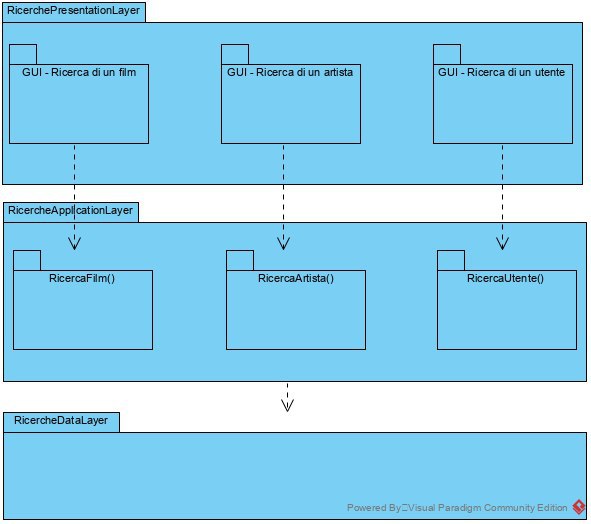 RicerchePresentationLayer
GUI - Ricerca di un film
GUI - Ricerca di un artista
GUI - Ricerca di un utente
RicercheApplicationLayer
RicercaFilm()
RicercaArtista()
RicercaUtente()
RicercheDataLayer
Powered By Visual Paradigm Community Edition